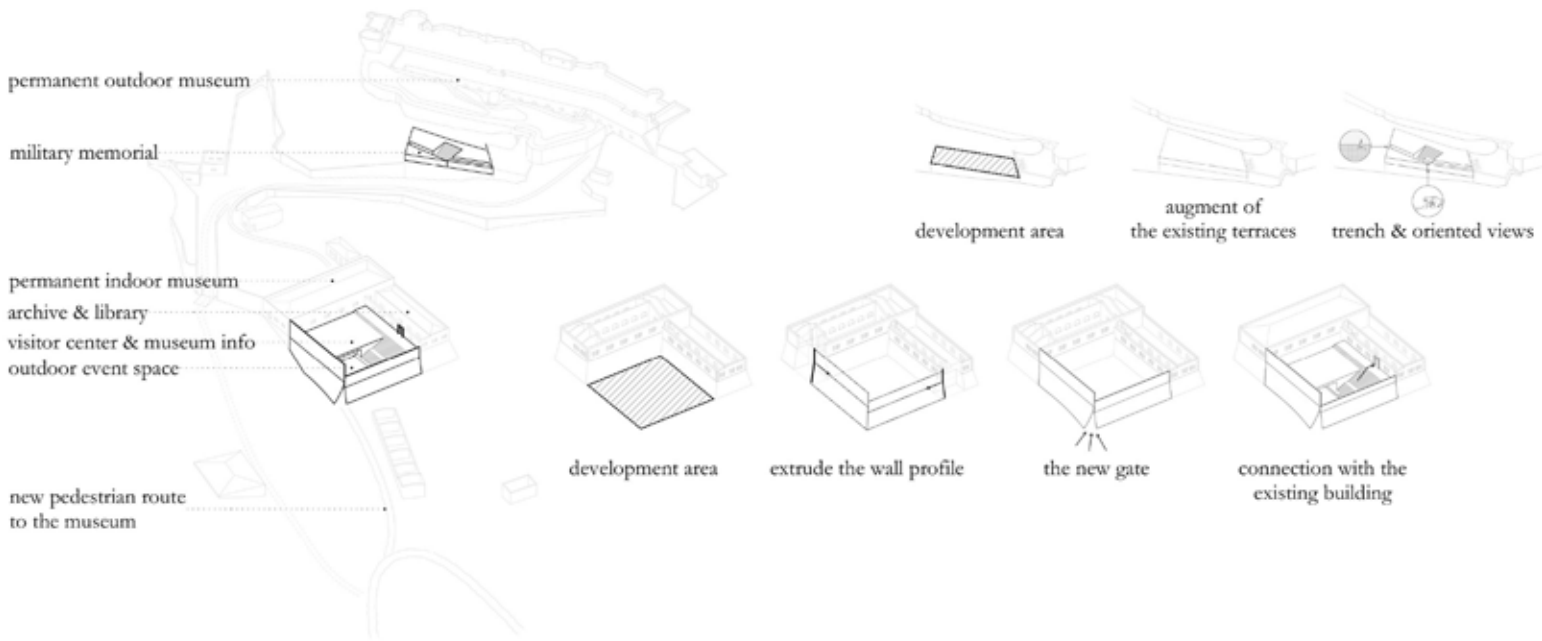 permanent outdoor museum
military memorial
permanent indoor museum
archive & library
visitor center & museum info
outdoor event space
new pedestrian route
to the museum
development area
augment of
the existing terraces
trench & oriented views
development area
extrude the wall profile
the new gate
connection with the
existing building